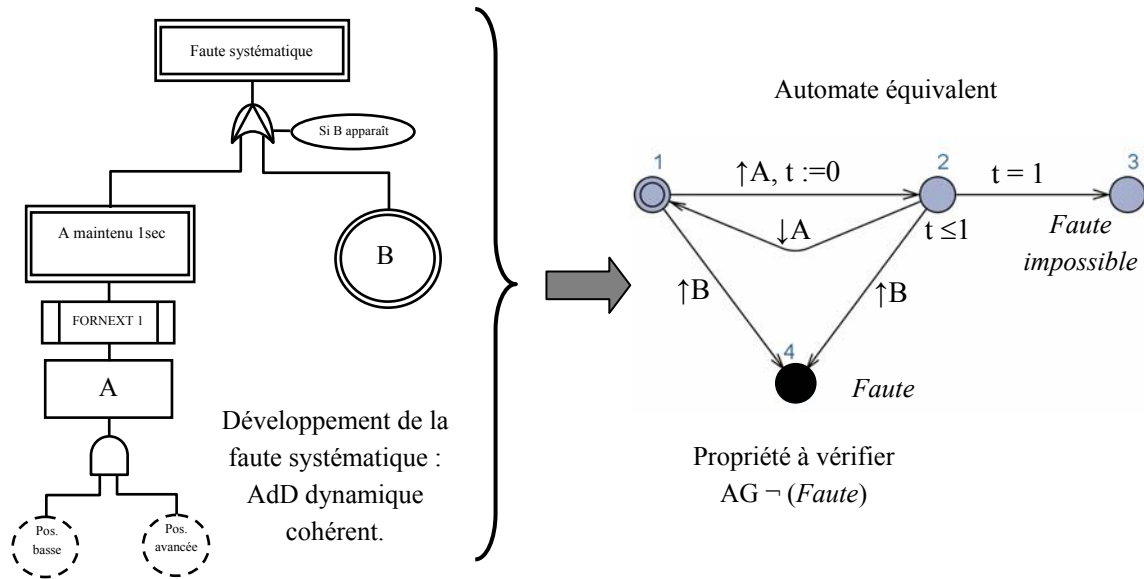 Faute systématique
Si B apparaît
A maintenu 1sec
B
FORNEXT 1
A
Pos.
basse
Pos.
avancée
Développement de la
faute systématique :
AdD dynamique
cohérent.
Automate équivalent
1
↑A, t :=0
2
t = 1
3
↓A
t ≤1
Faute
impossible
↑B
↑B
4
Faute
Propriété à vérifier
AG ¬ (Faute)